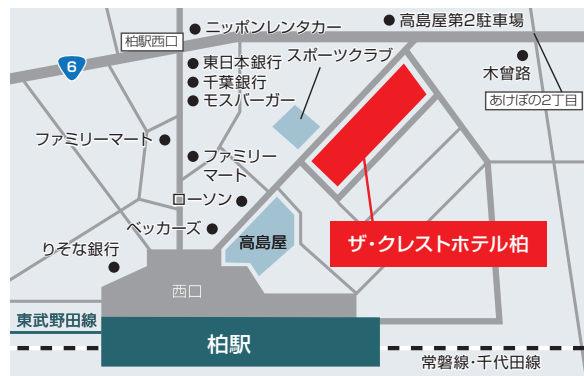 ニッポンレンタカー
高島屋第2駐車場
柏駅西口
6
東日本銀行
千葉銀行
モスバーガー
スポーツクラブ
木曾路
あけぼの2丁目
ファミリーマート
ファミリー
マート
ローソン
ベッカーズ
高島屋
ザ・クレストホテル柏
りそな銀行
西口
東武野田線
柏駅
常磐線・千代田線